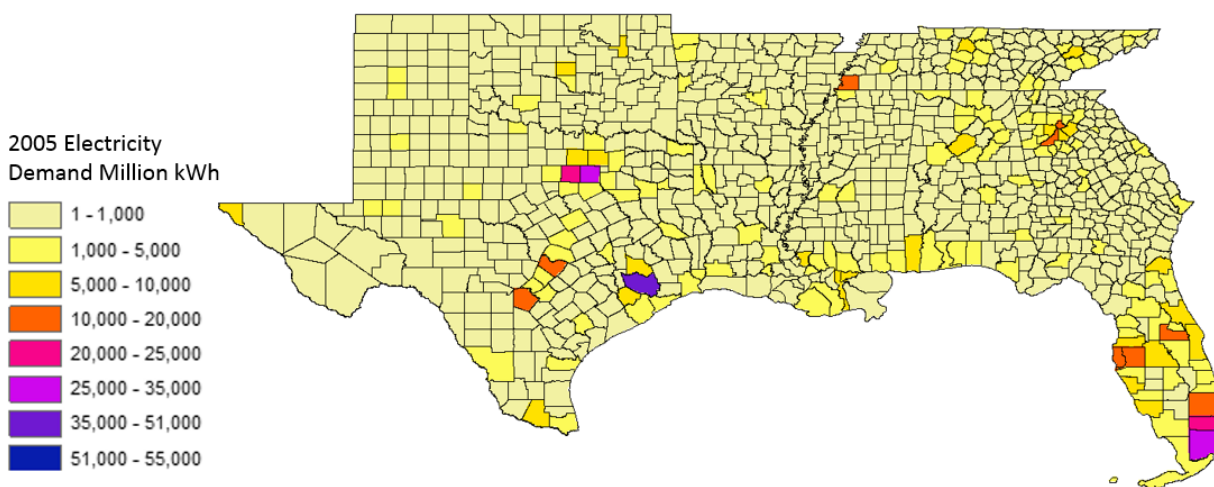 2005 Electricity
Demand Million kWh
1 - 1,000
1,000 - 5,000
5,000 - 10,000
10,000 - 20,000
20,000 - 25,000
25,000 - 35,000
35,000 - 51,000
51,000 - 55,000